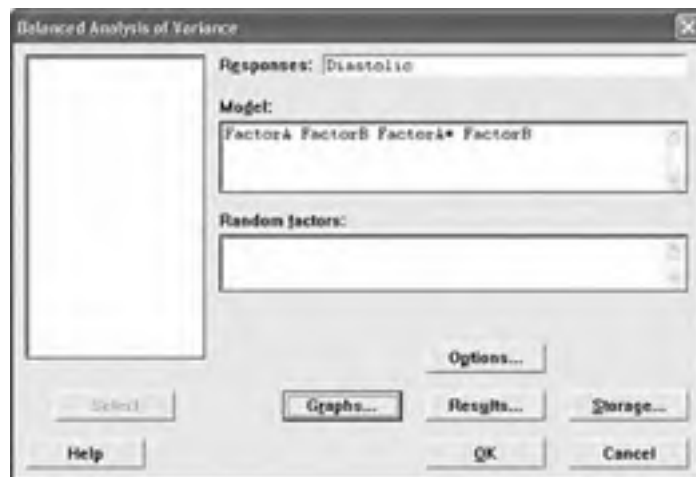 Balanced Analysis of Variance
Responses: Diastolic
Model:
FactorA FactorB FactorA* FactorB
Random factors:
Options...
Select
Graphs...
Results...
Storage...
Help
OK
Cancel